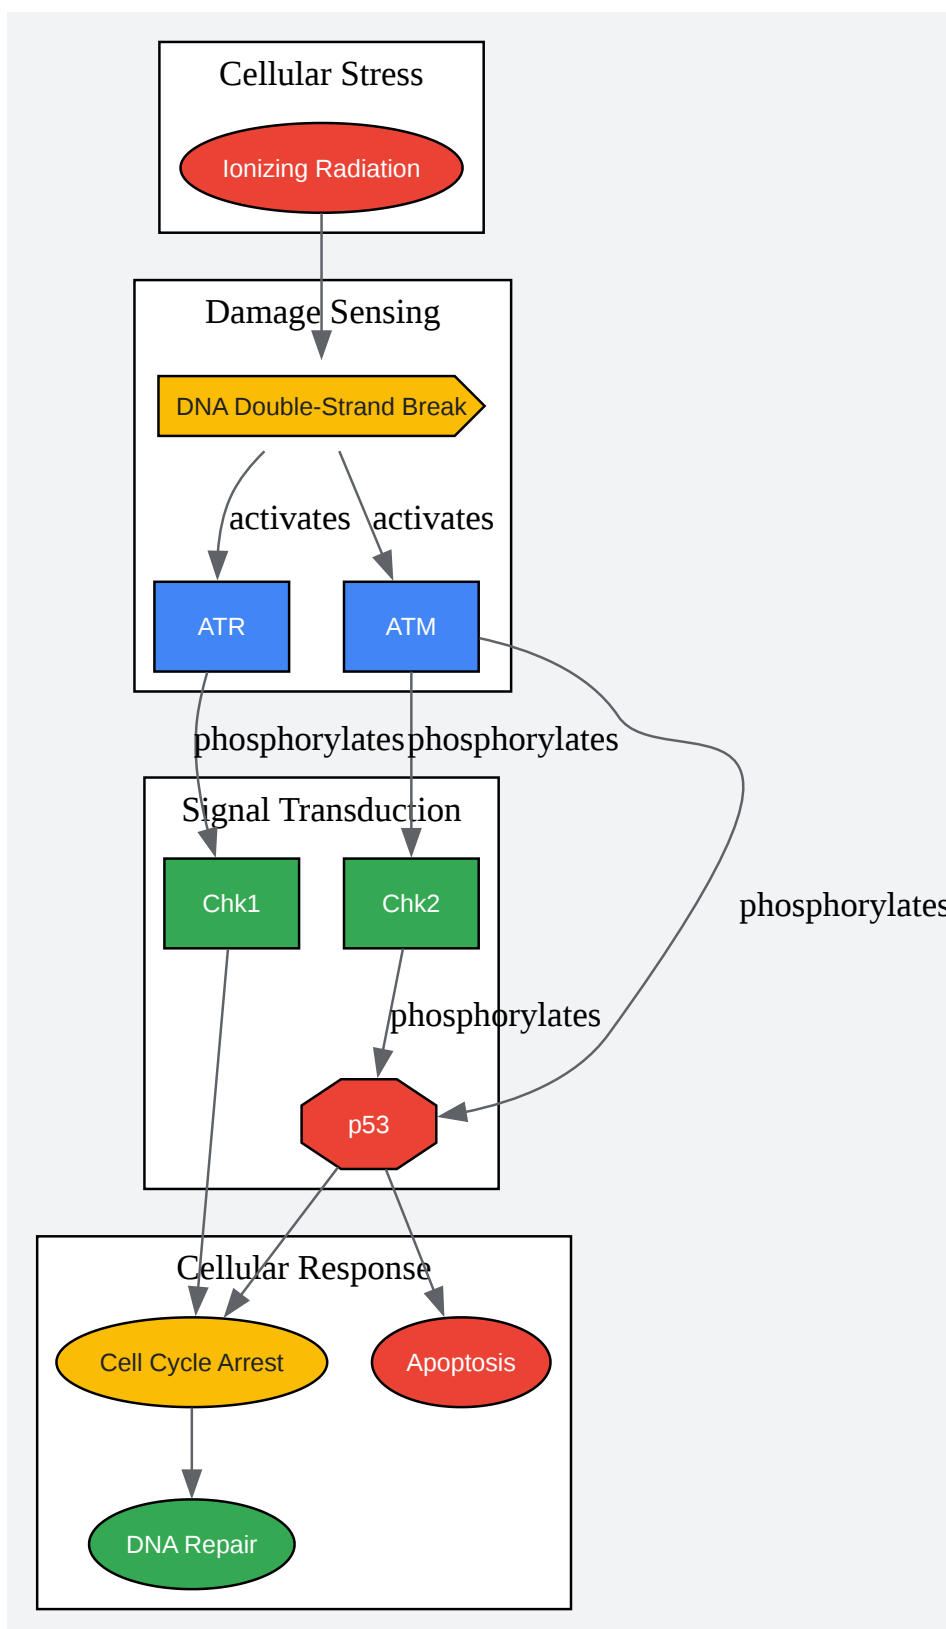 Cellular Stress
Ionizing Radiation
Damage Sensing
DNA Double-Strand Break
activates
activates
ATR
ATM
phosphorylates
phosphorylates
Signal Transduction
Chk1
Chk2
phosphorylates
phosphorylates
p53
Cellular Response
Cell Cycle Arrest
Apoptosis
DNA Repair